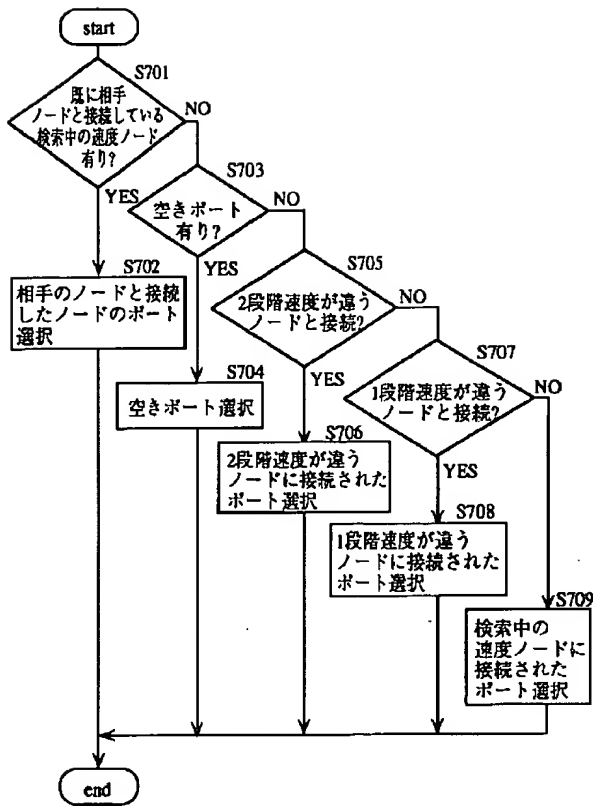 start
S701
既に相手
ノードと接続している
検索中の速度ノード
有り?
NO
YES
S703
空きポート
有り?
NO
YES
S702
相手のノードと接続
したノードのポート
選択
S705
2段階速度が違う
ノードと接続?
NO
YES
S704
空きポート選択
S707
1段階速度が違う
ノードと接続?
NO
YES
S706
2段階速度が違う
ノードに接続された
ポート選択
S708
1段階速度が違う
ノードに接続された
ポート選択
S709
検索中の
速度ノードに
接続された
ポート選択
end